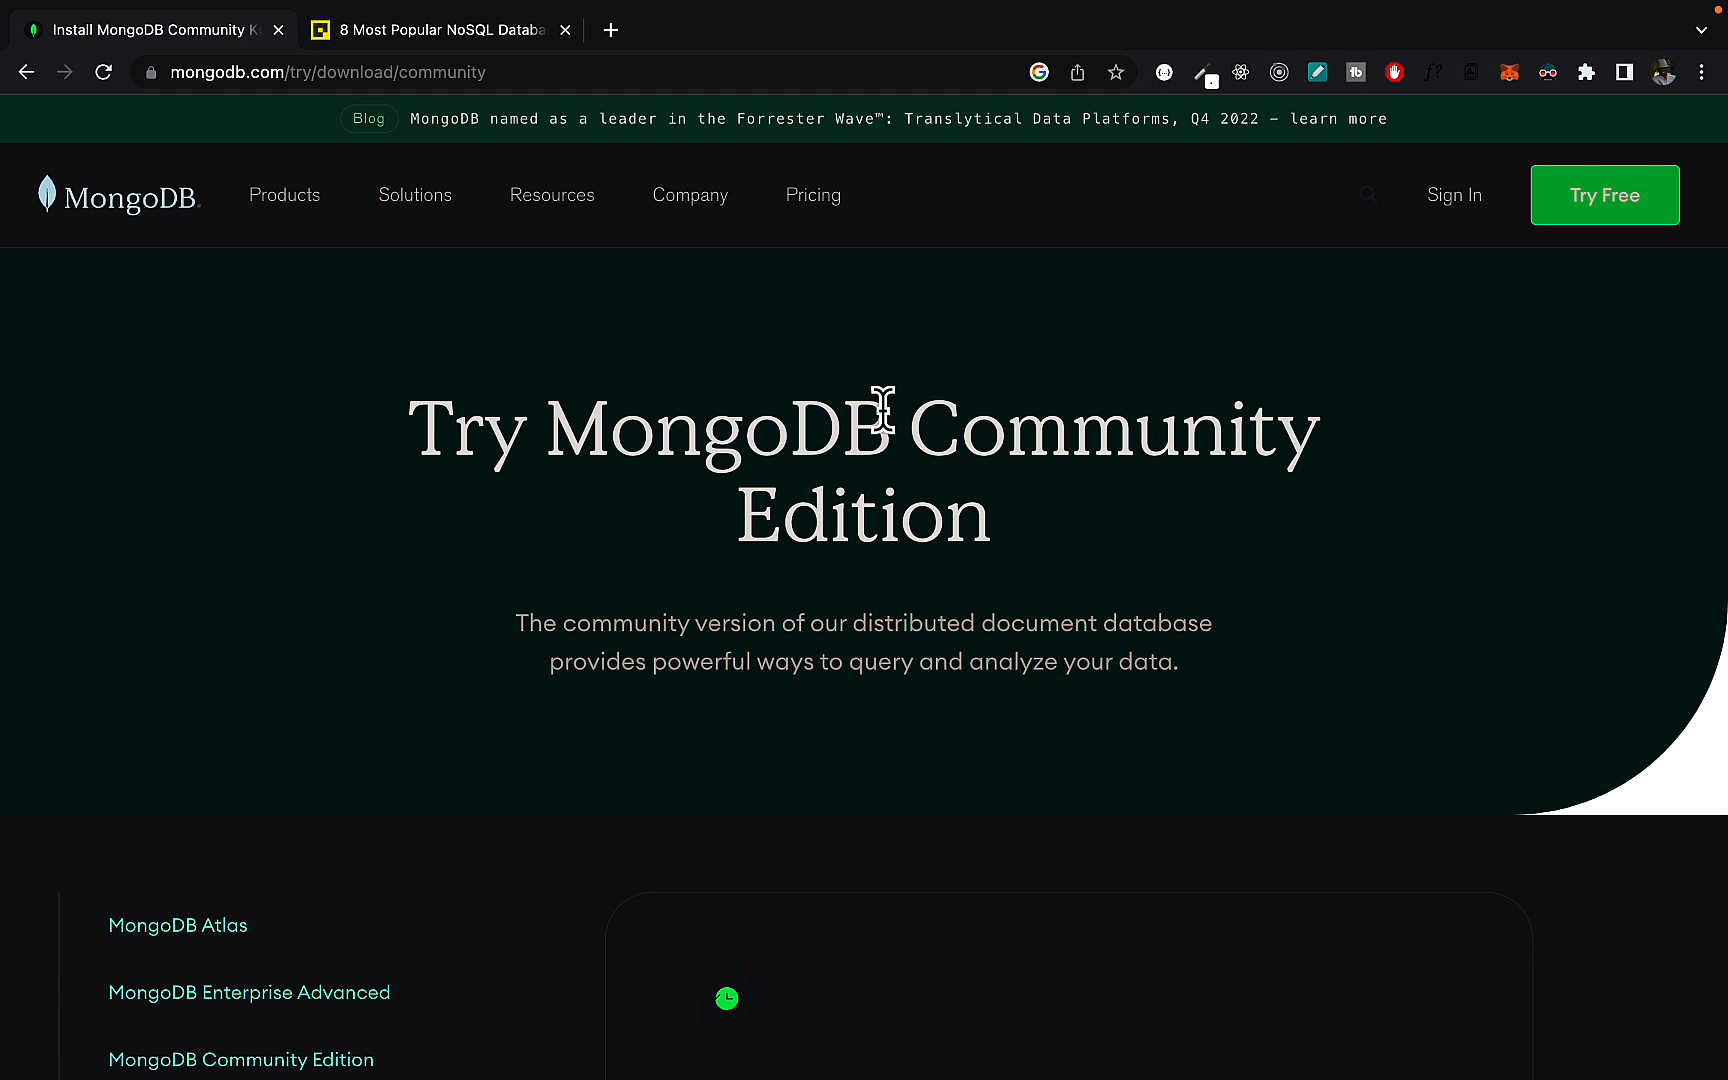 Install MongoDB Community K
8 Most Popular NoSQL Databa
mongodb.com/try/download/community
Blog
MongoDB named as a leader in the Forrester Wave™: Translytical Data Platforms, Q4 2022 – learn more
MongoDB.
Products
Solutions
Resources
Company
Pricing
Sign In
Try Free
Try MongoDB Community
Edition
The community version of our distributed document database
provides powerful ways to query and analyze your data.
MongoDB Atlas
MongoDB Enterprise Advanced
MongoDB Community Edition